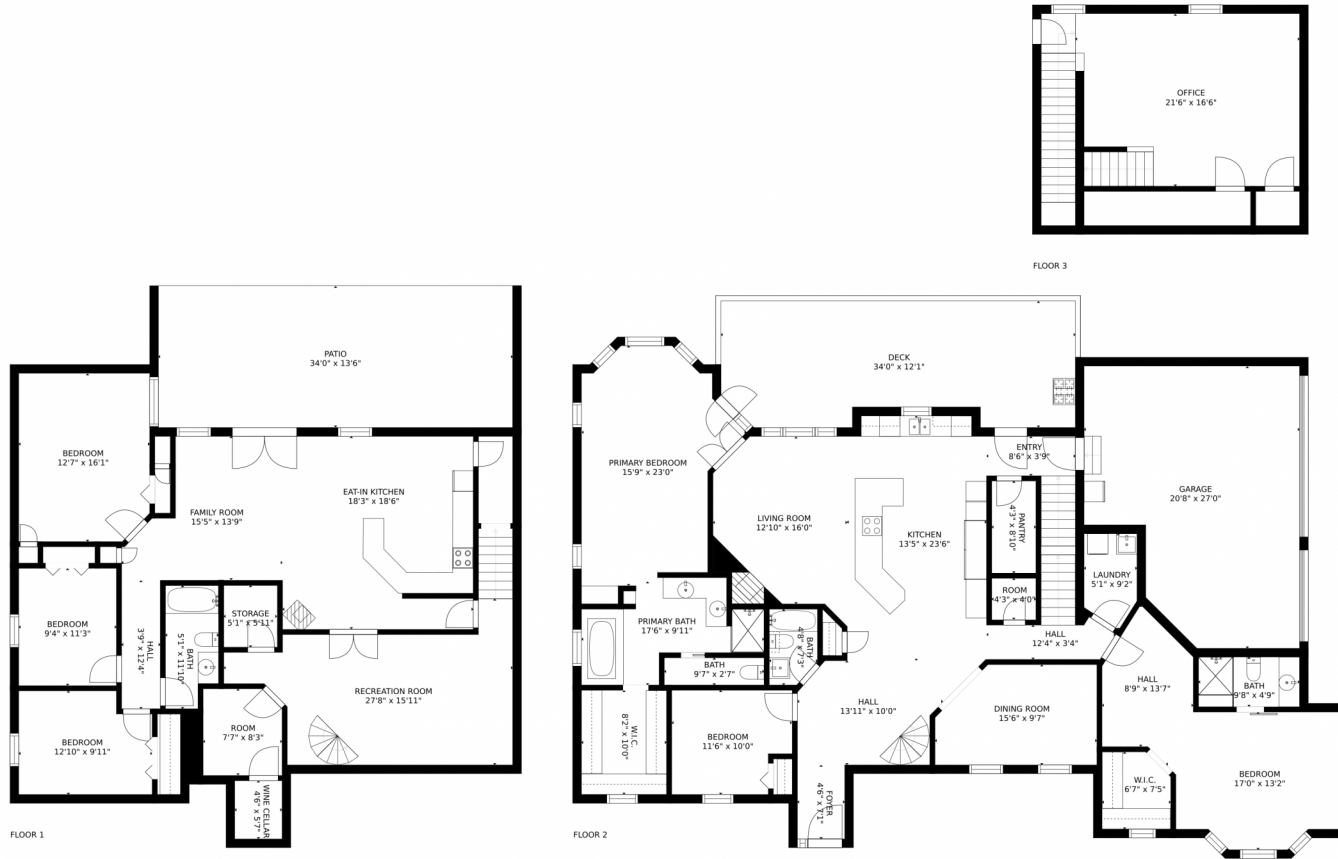 OFFICE
21'6" x 16'6"
FLOOR 3
PATIO
34'0" x 13'6"
BEDROOM
12'7" x 16'1"
FAMILY ROOM
15'5" x 13'9"
EAT-IN KITCHEN
18'3" x 18'6"
BEDROOM
9'4" x 11'3"
HALL
3'9" x 12'4"
BATH
5'1" x 11'10"
STORAGE
5'1" x 5'11"
RECREATION ROOM
27'8" x 15'11"
ROOM
7'7" x 8'3"
BEDROOM
12'10" x 9'11"
WINE CELLAR
4'6" x 5'7"
FLOOR 1
DECK
34'0" x 12'1"
PRIMARY BEDROOM
15'9" x 23'0"
LIVING ROOM
12'10" x 16'0"
KITCHEN
13'5" x 23'6"
ENTRY
8'6" x 3'9"
PANTRY
4'3" x 8'10"
ROOM
4'3" x 4'0"
GARAGE
20'8" x 27'0"
LAUNDRY
5'1" x 9'2"
PRIMARY BATH
17'6" x 9'11"
BATH
4'8" x 7'3"
BATH
9'7" x 2'7"
HALL
12'4" x 3'4"
HALL
8'9" x 13'7"
BATH
9'8" x 4'9"
HALL
13'11" x 10'0"
DINING ROOM
15'6" x 9'7"
W.I.C.
8'2" x 10'0"
BEDROOM
11'6" x 10'0"
FOYER
4'6" x 7'1"
W.I.C.
6'7" x 7'5"
BEDROOM
17'0" x 13'2"
FLOOR 2